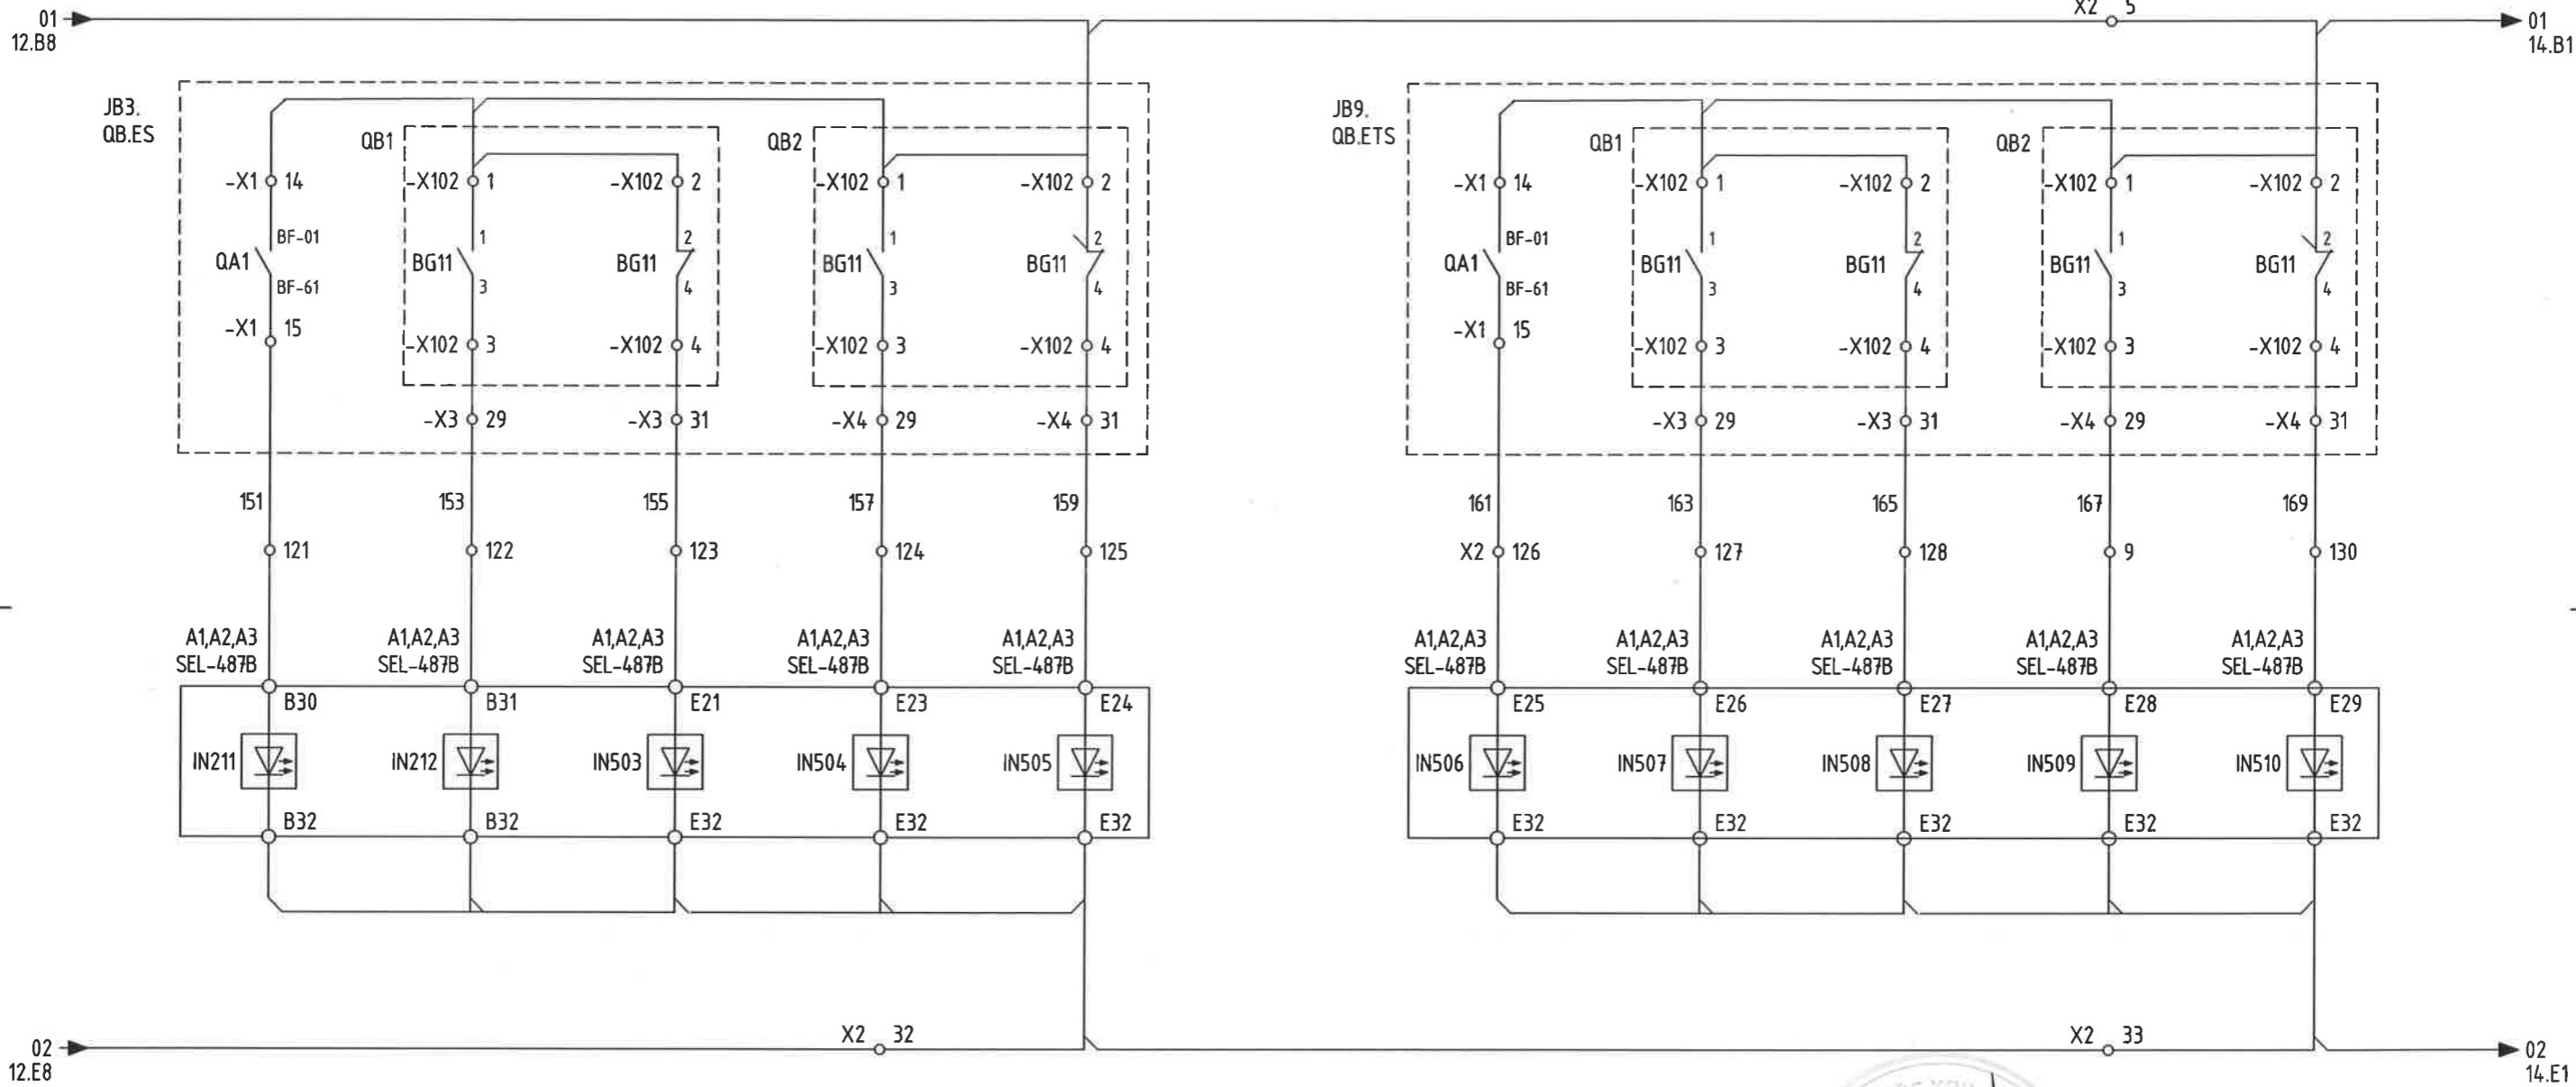 X2 5
01 01
12.B8 14.B1
JB3. JB9.
QB.ES QB.ETS
QB1 QB2 QB1 QB2
-X1 14 -X102 1 -X102 2 -X102 1 -X102 2 -X1 14 -X102 1 -X102 2 -X102 1 -X102 2
BF-01 1 2 1 2 BF-01 1 2 1 2
QA1 BG11 BG11 BG11 BG11 QA1 BG11 BG11 BG11 BG11
BF-61 3 4 3 4 BF-61 3 4 3 4
-X1 15 -X102 3 -X102 4 -X102 3 -X102 4 -X1 15 -X102 3 -X102 4 -X102 3 -X102 4
-X3 29 -X3 31 -X4 29 -X4 31 -X3 29 -X3 31 -X4 29 -X4 31
151 153 155 157 159 161 163 165 167 169
121 122 123 124 125 X2 126 127 128 9 130
A1,A2,A3 A1,A2,A3 A1,A2,A3 A1,A2,A3 A1,A2,A3 A1,A2,A3 A1,A2,A3 A1,A2,A3 A1,A2,A3 A1,A2,A3
SEL-487B SEL-487B SEL-487B SEL-487B SEL-487B SEL-487B SEL-487B SEL-487B SEL-487B SEL-487B
B30 B31 E21 E23 E24 E25 E26 E27 E28 E29
IN211 IN212 IN503 IN504 IN505 IN506 IN507 IN508 IN509 IN510
B32 B32 E32 E32 E32 E32 E32 E32 E32 E32
X2 32 X2 33
02 02
12.E8 14.E1